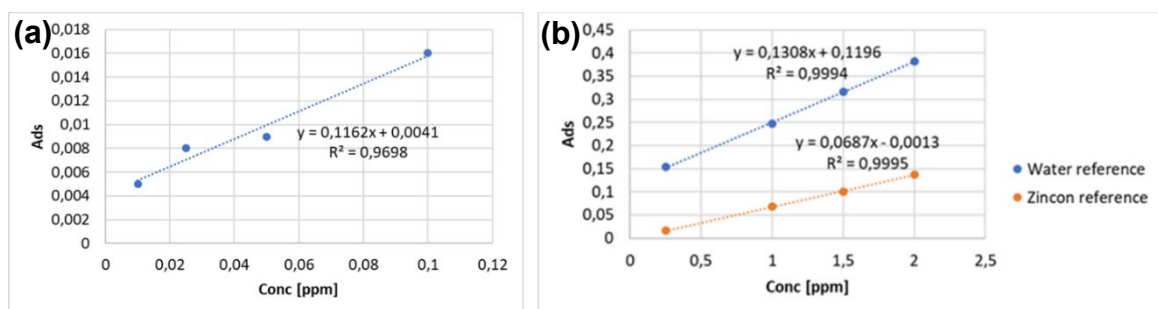 (a)
0,018
0,016
0,014
0,012
0,01
0,008
0,006
0,004
0,002
0
Ads
y = 0,1162x + 0,0041
R² = 0,9698
0 0,02 0,04 0,06 0,08 0,1 0,12
Conc [ppm]
(b)
0,45
0,4
0,35
0,3
0,25
0,2
0,15
0,1
0,05
0
Ads
y = 0,1308x + 0,1196
R² = 0,9994
y = 0,0687x - 0,0013
R² = 0,9995
0 0,5 1 1,5 2 2,5
Conc [ppm]
Water reference
Zincon reference